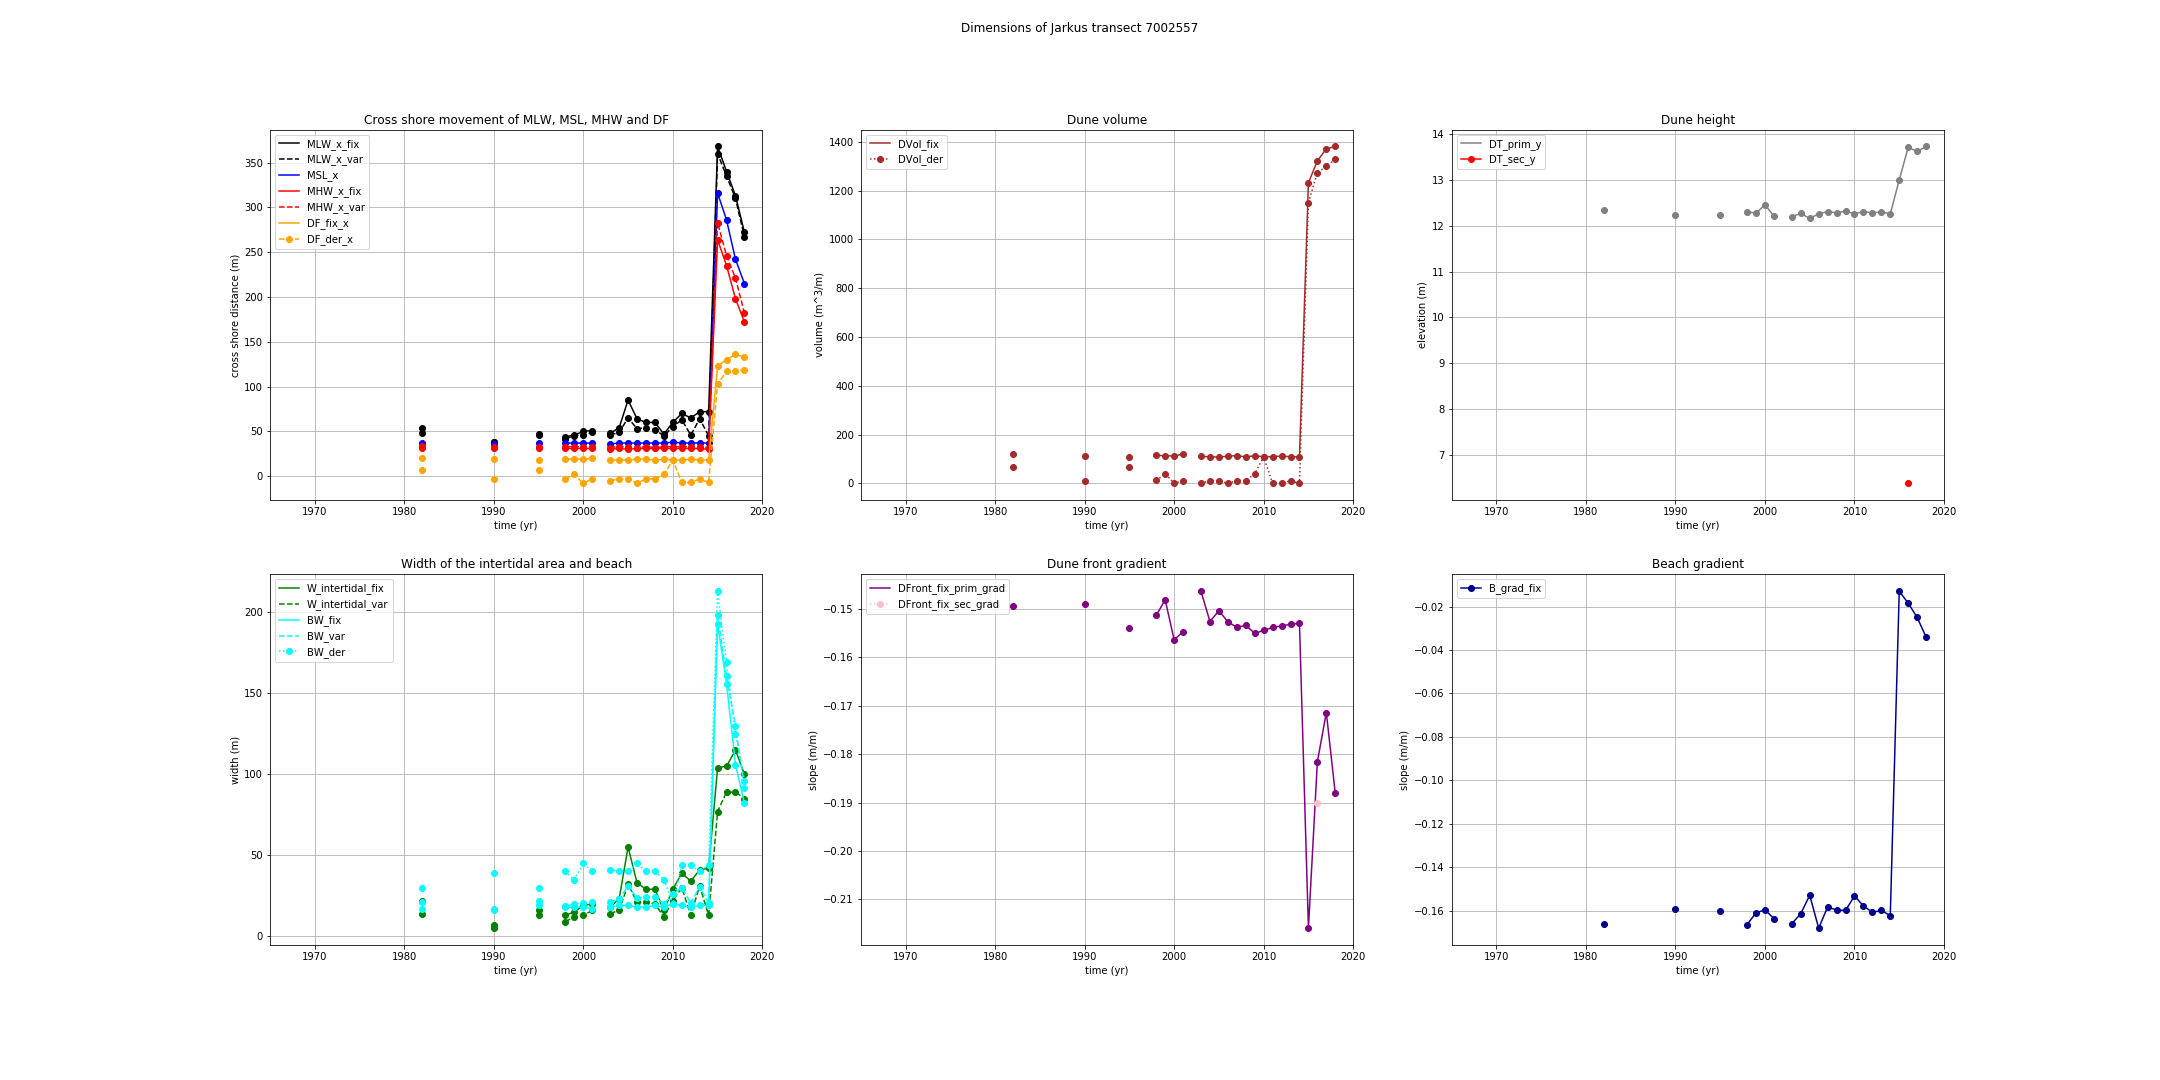 Dimensions of Jarkus transect 7002557
Cross shore movement of MLW, MSL, MHW and DF
MLW_x_fix
MLW_x_var
MSL_x
MHW_x_fix
MHW_x_var
DF_fix_x
DF_der_x
350
300
250
200
150
100
50
0
cross shore distance (m)
1970 1980 1990 2000 2010 2020
time (yr)
Dune volume
DVol_fix
DVol_der
1400
1200
1000
800
600
400
200
0
volume (m^3/m)
1970 1980 1990 2000 2010 2020
time (yr)
Dune height
DT_prim_y
DT_sec_y
14
13
12
11
10
9
8
7
elevation (m)
1970 1980 1990 2000 2010 2020
time (yr)
Width of the intertidal area and beach
W_intertidal_fix
W_intertidal_var
BW_fix
BW_var
BW_der
200
150
100
50
0
width (m)
1970 1980 1990 2000 2010 2020
time (yr)
Dune front gradient
DFront_fix_prim_grad
DFront_fix_sec_grad
−0.15
−0.16
−0.17
−0.18
−0.19
−0.20
−0.21
slope (m/m)
1970 1980 1990 2000 2010 2020
time (yr)
Beach gradient
B_grad_fix
−0.02
−0.04
−0.06
−0.08
−0.10
−0.12
−0.14
−0.16
slope (m/m)
1970 1980 1990 2000 2010 2020
time (yr)